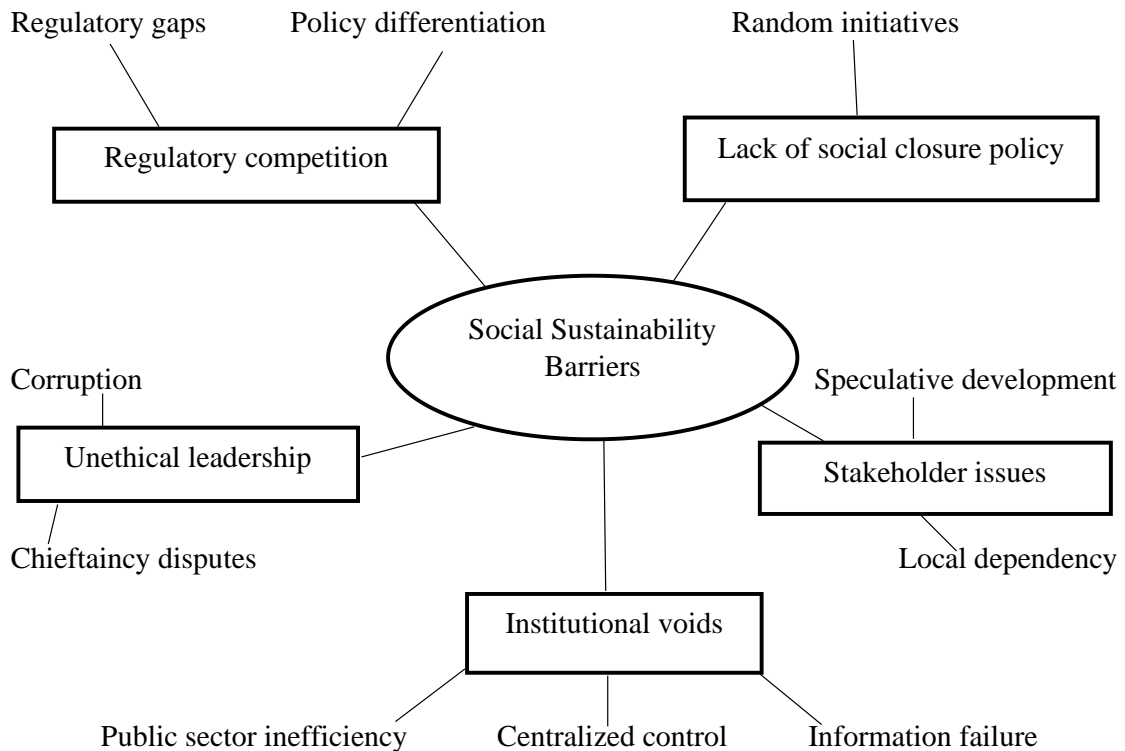 Regulatory gaps
Policy differentiation
Random initiatives
Regulatory competition
Lack of social closure policy
Social Sustainability
Barriers
Corruption
Speculative development
Unethical leadership
Stakeholder issues
Chieftaincy disputes
Local dependency
Institutional voids
Public sector inefficiency
Centralized control
Information failure